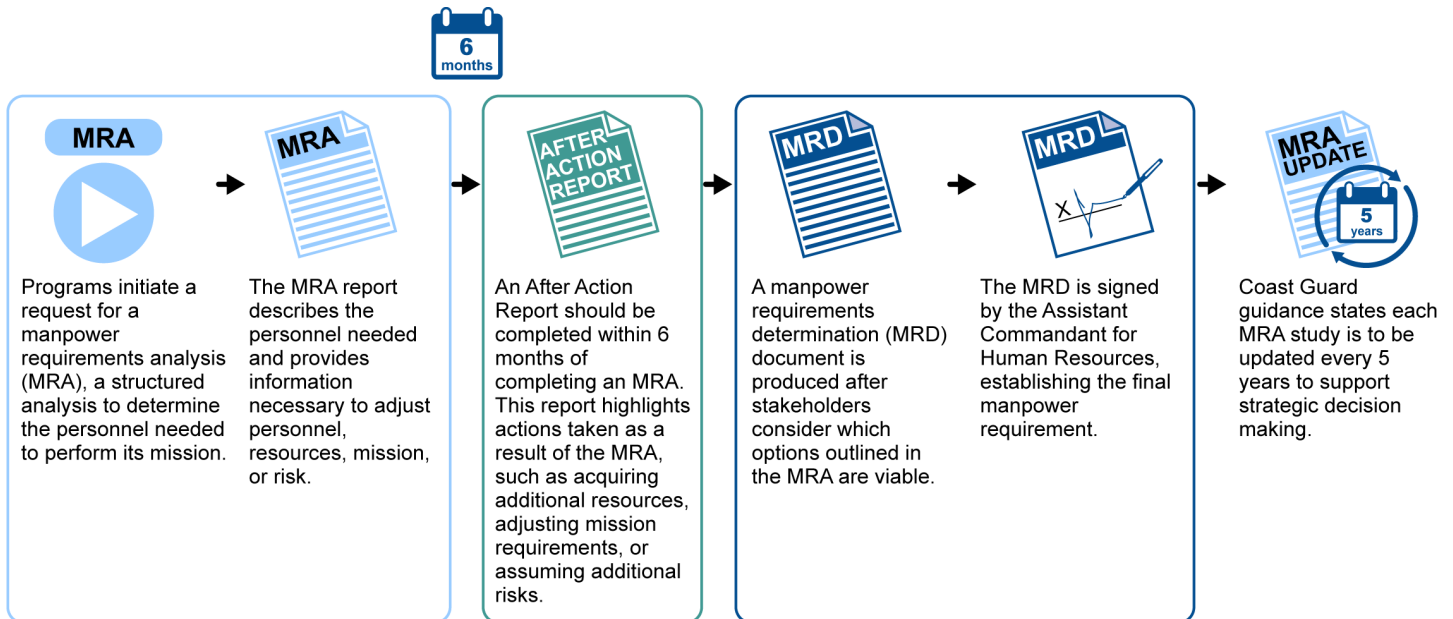 6
months
MRA
Programs initiate a
request for a
manpower
requirements analysis
(MRA), a structured
analysis to determine
the personnel needed
to perform its mission.
MRA
The MRA report
describes the
personnel needed
and provides
information
necessary to adjust
personnel,
resources, mission,
or risk.
AFTER
ACTION
REPORT
An After Action
Report should be
completed within 6
months of
completing an MRA.
This report highlights
actions taken as a
result of the MRA,
such as acquiring
additional resources,
adjusting mission
requirements, or
assuming additional
risks.
MRD
A manpower
requirements
determination (MRD)
document is
produced after
stakeholders
consider which
options outlined in
the MRA are viable.
MRD
X
The MRD is signed
by the Assistant
Commandant for
Human Resources,
establishing the final
manpower
requirement.
MRA
UPDATE
5
years
Coast Guard
guidance states each
MRA study is to be
updated every 5
years to support
strategic decision
making.